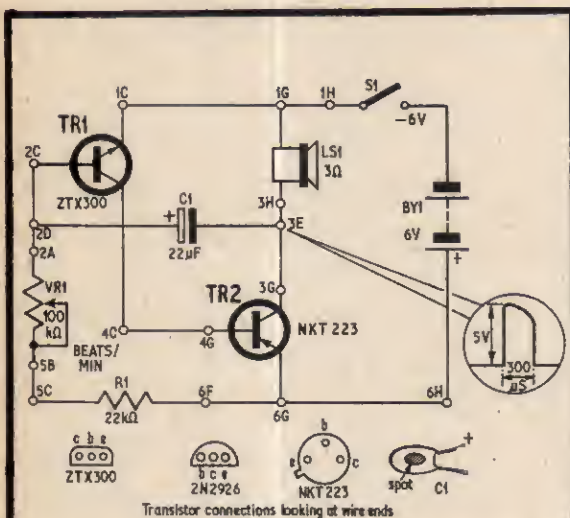 1C
1G
1H
S1
TR1
-6V
2C
LS1
3Ω
ZTX300
C1
+
3H
BY1
2D
3E
6V
2A
22µF
+
VR1
100
kΩ
TR2
3G
5V
4C
4G
NKT 223
300
µS
BEATS/
MIN
5B
5C
R1
6F
6H
22kΩ
6G
c b e
ZTX300
b c e
2N2926
b
e
c
NKT223
+
spot
C1
Transistor connections looking at wire ends